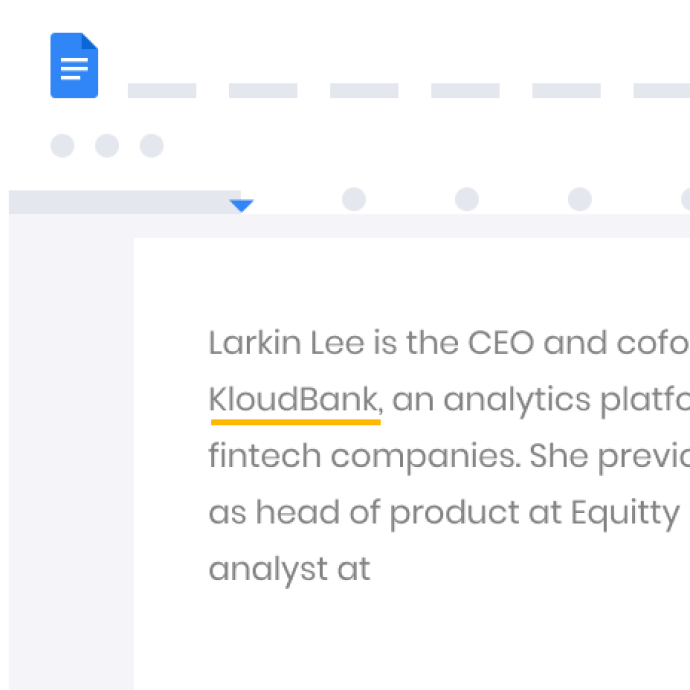 Larkin Lee is the CEO and cofo
KloudBank, an analytics platfo
fintech companies. She previo
as head of product at Equitty
analyst at